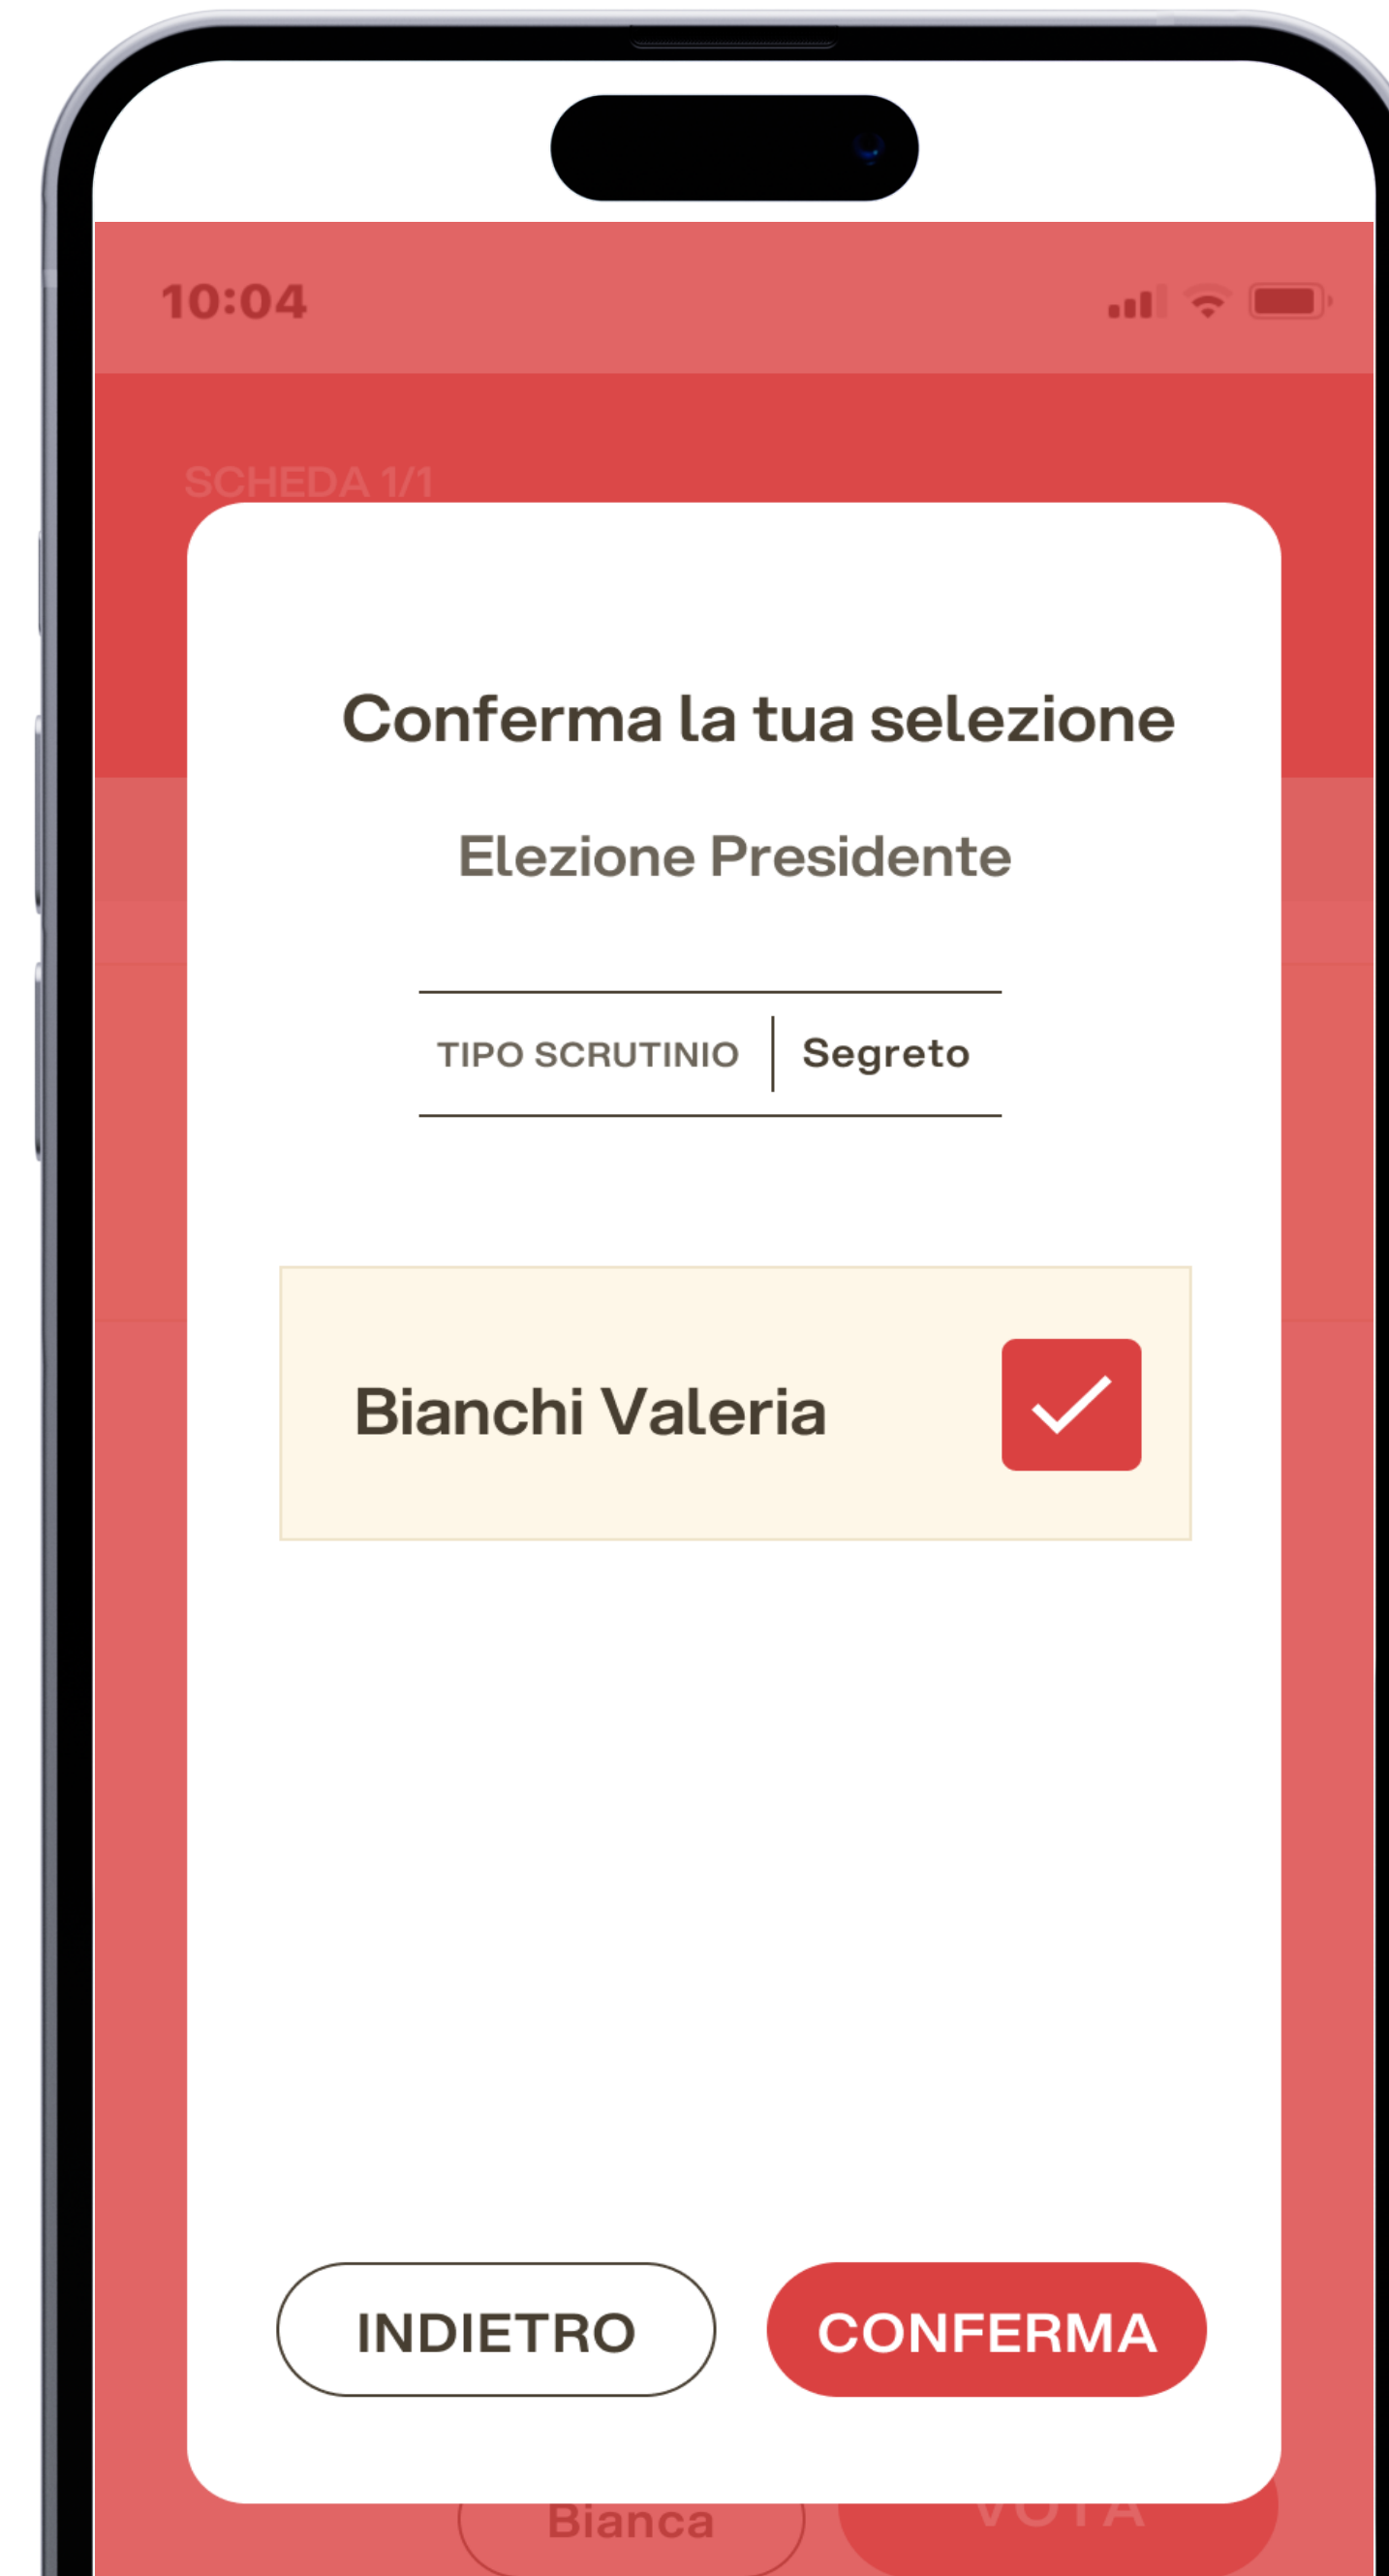 10:04
SCHEDA 1/1
Conferma la tua selezione
Elezione Presidente
TIPO SCRUTINIO Segreto
Bianchi Valeria
INDIETRO CONFERMA
Bianca VOTA